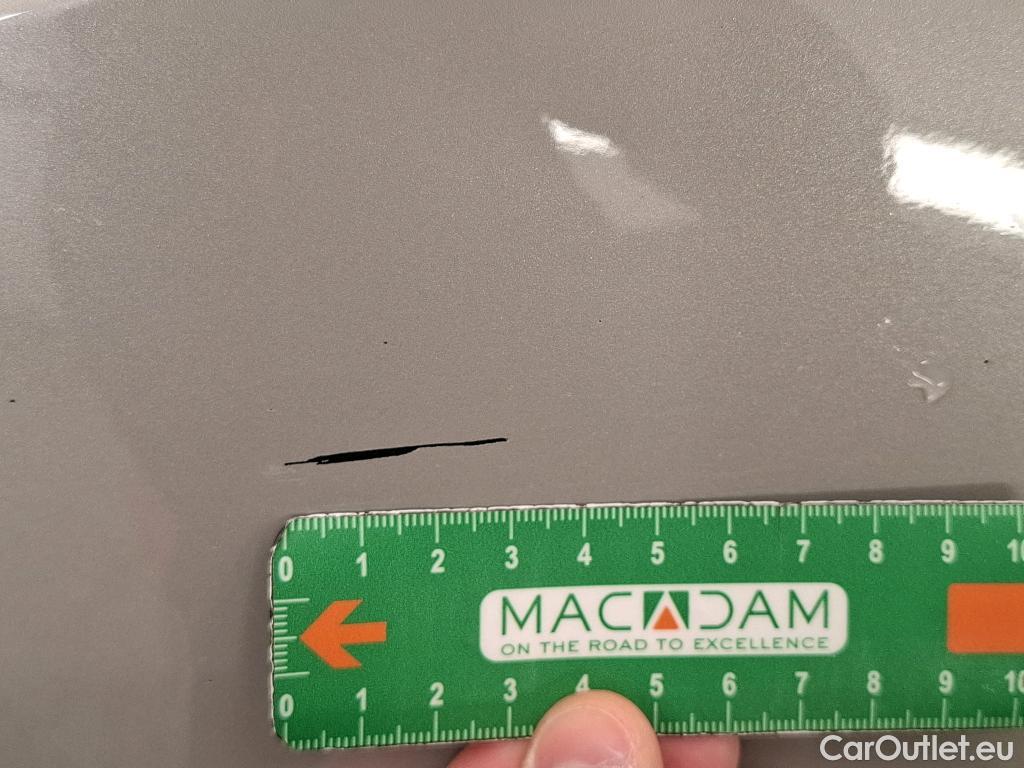 0 1 2 3 4 5 6 7 8 9 10
MACADAM
ON THE ROAD TO EXCELLENCE
0 1 2 3 4 5 6 7 8 9 10
CarOutlet.eu